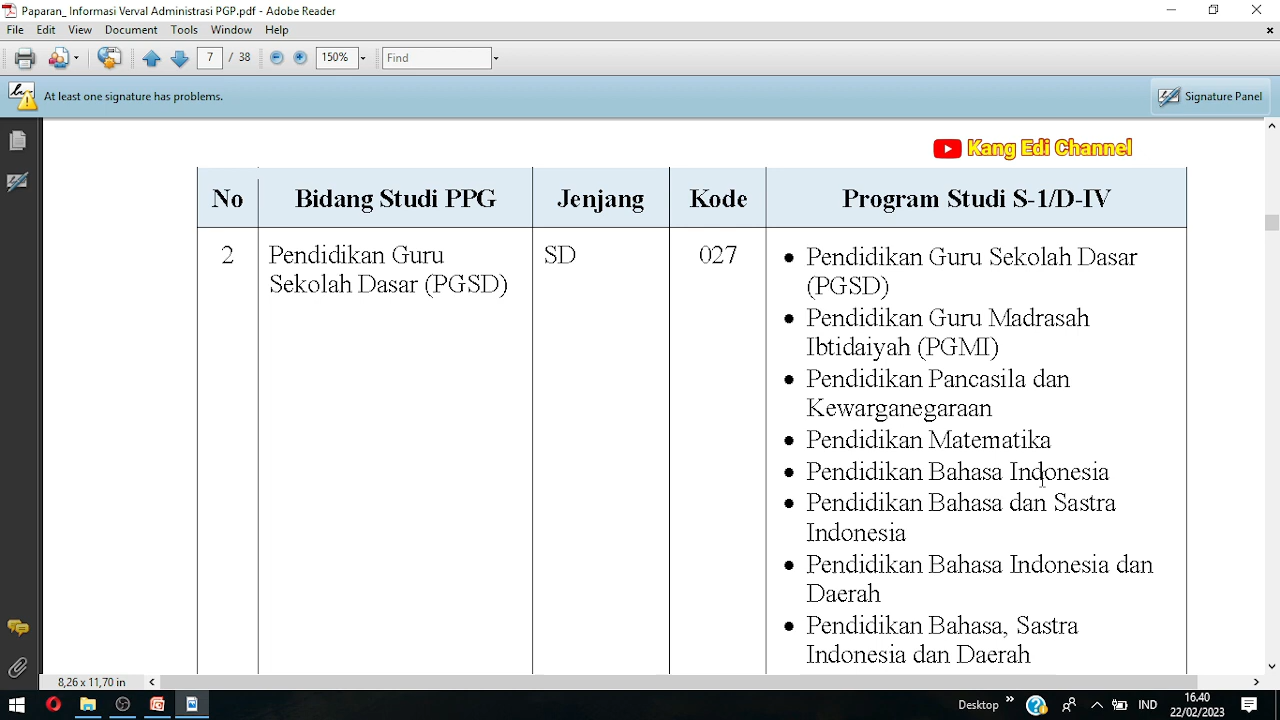 Paparan_ Informasi Verval Administrasi PGP.pdf - Adobe Reader
File Edit View Document Tools Window Help
7 / 38 150% Find
At least one signature has problems.
Signature Panel
Kang Edi Channel
No Bidang Studi PPG Jenjang Kode Program Studi S-1/D-IV
2 Pendidikan Guru SD 027
Sekolah Dasar (PGSD)
• Pendidikan Guru Sekolah Dasar
(PGSD)
• Pendidikan Guru Madrasah
Ibtidaiyah (PGMI)
• Pendidikan Pancasila dan
Kewarganegaraan
• Pendidikan Matematika
• Pendidikan Bahasa Indonesia
• Pendidikan Bahasa dan Sastra
Indonesia
• Pendidikan Bahasa Indonesia dan
Daerah
• Pendidikan Bahasa, Sastra
Indonesia dan Daerah
8,26 x 11,70 in
Desktop » IND
16.40
22/02/2023